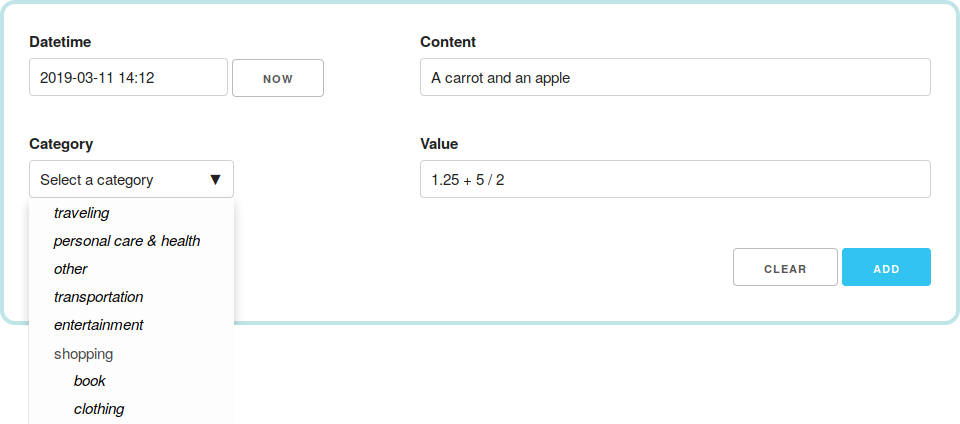 Datetime
Content
2019-03-11 14:12
NOW
A carrot and an apple
Category
Value
Select a category ▼
1.25 + 5 / 2
traveling
personal care & health
other
transportation
entertainment
shopping
book
clothing
CLEAR
ADD